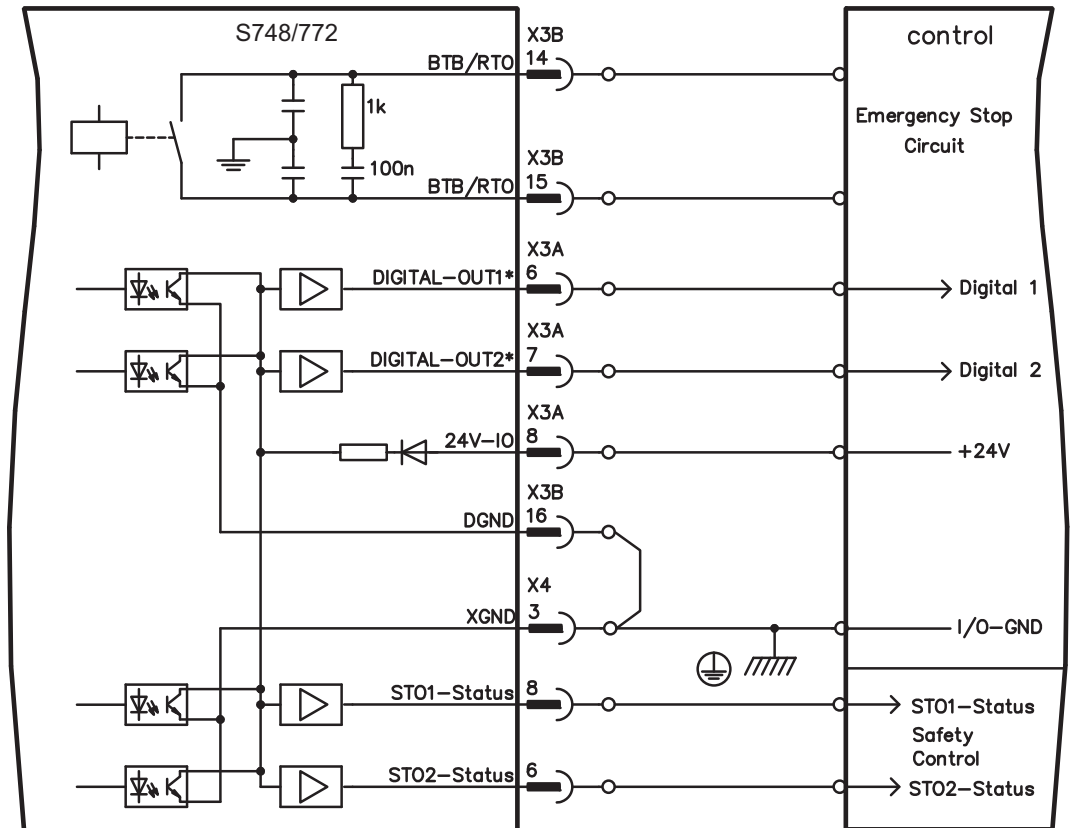 S748/772
X3B
control
BTB/RTO
14
1k
Emergency Stop
Circuit
100n
X3B
BTB/RTO
15
X3A
DIGITAL-OUT1*
6
Digital 1
X3A
DIGITAL-OUT2*
7
Digital 2
X3A
24V-IO
8
+24V
X3B
DGND
16
X4
XGND
3
I/O-GND
STO1-Status
8
STO1-Status
Safety
Control
STO2-Status
6
STO2-Status